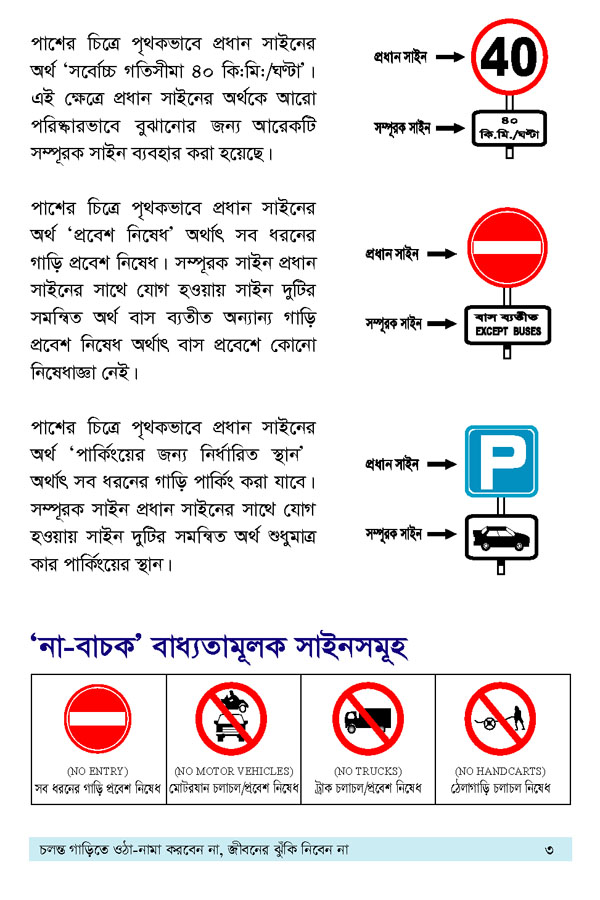 পাশের চিত্রে পৃথকভাবে প্রধান সাইনের
অর্থ ‘সর্বোচ্চ গতিসীমা ৪০ কি:মি:/ঘণ্টা’।
এই ক্ষেত্রে প্রধান সাইনের অর্থকে আরো
পরিষ্কারভাবে বুঝানোর জন্য আরেকটি
সম্পূরক সাইন ব্যবহার করা হয়েছে।
প্রধান সাইন
40
সম্পূরক সাইন
৪০
কি.মি./ঘণ্টা
পাশের চিত্রে পৃথকভাবে প্রধান সাইনের
অর্থ ‘প্রবেশ নিষেধ’ অর্থাৎ সব ধরনের
গাড়ি প্রবেশ নিষেধ। সম্পূরক সাইন প্রধান
সাইনের সাথে যোগ হওয়ায় সাইন দুটির
সমন্বিত অর্থ বাস ব্যতীত অন্যান্য গাড়ি
প্রবেশ নিষেধ অর্থাৎ বাস প্রবেশে কোনো
নিষেধাজ্ঞা নেই।
প্রধান সাইন
সম্পূরক সাইন
বাস ব্যতীত
EXCEPT BUSES
পাশের চিত্রে পৃথকভাবে প্রধান সাইনের
অর্থ ‘পার্কিংয়ের জন্য নির্ধারিত স্থান’
অর্থাৎ সব ধরনের গাড়ি পার্কিং করা যাবে।
সম্পূরক সাইন প্রধান সাইনের সাথে যোগ
হওয়ায় সাইন দুটির সমন্বিত অর্থ শুধুমাত্র
কার পার্কিংয়ের স্থান।
প্রধান সাইন
P
সম্পূরক সাইন
‘না-বাচক’ বাধ্যতামূলক সাইনসমূহ
(NO ENTRY)
সব ধরনের গাড়ি প্রবেশ নিষেধ
(NO MOTOR VEHICLES)
মোটরযান চলাচল/প্রবেশ নিষেধ
(NO TRUCKS)
ট্রাক চলাচল/প্রবেশ নিষেধ
(NO HANDCARTS)
ঠেলাগাড়ি চলাচল নিষেধ
চলন্ত গাড়িতে ওঠা-নামা করবেন না, জীবনের ঝুঁকি নিবেন না ৩